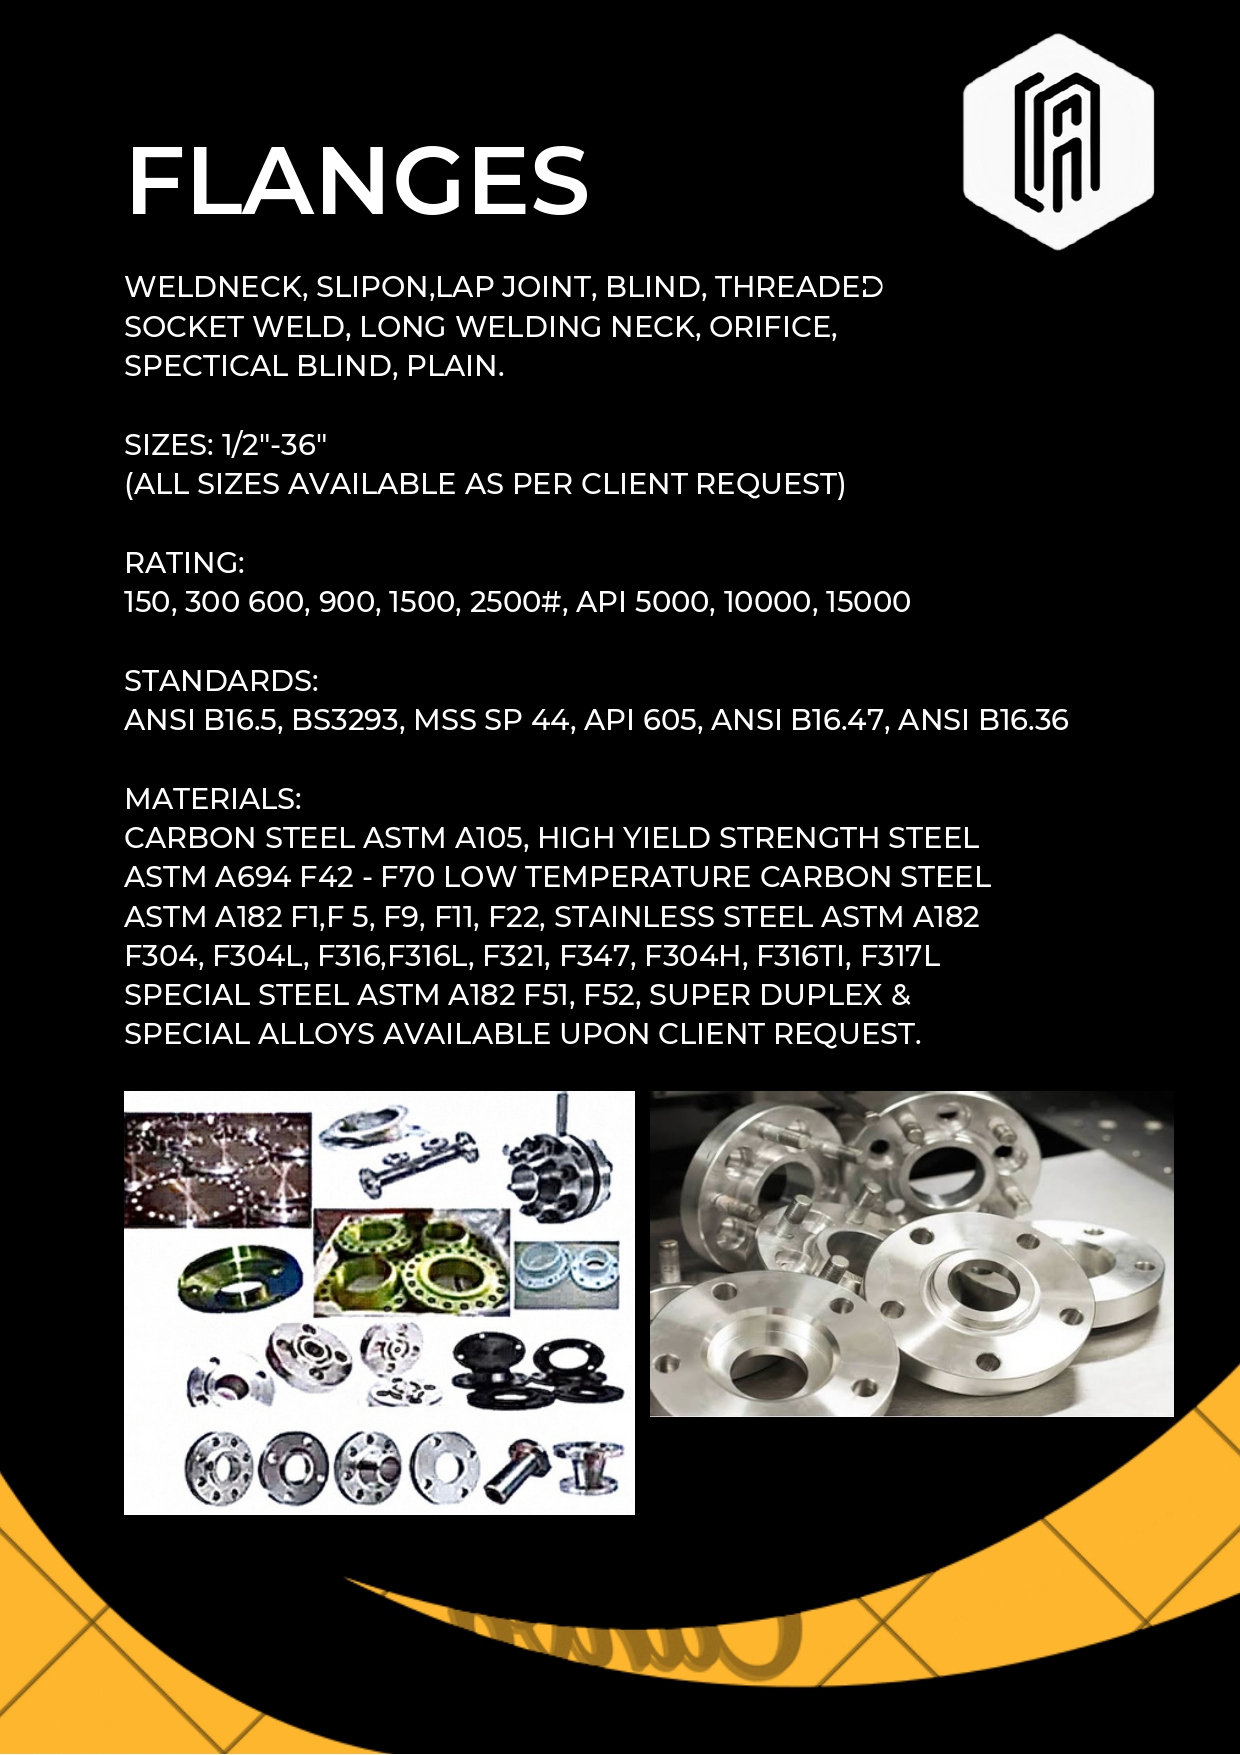 FLANGES
WELDNECK, SLIPON,LAP JOINT, BLIND, THREADED
SOCKET WELD, LONG WELDING NECK, ORIFICE,
SPECTICAL BLIND, PLAIN.
SIZES: 1/2"-36"
(ALL SIZES AVAILABLE AS PER CLIENT REQUEST)
RATING:
150, 300 600, 900, 1500, 2500#, API 5000, 10000, 15000
STANDARDS:
ANSI B16.5, BS3293, MSS SP 44, API 605, ANSI B16.47, ANSI B16.36
MATERIALS:
CARBON STEEL ASTM A105, HIGH YIELD STRENGTH STEEL
ASTM A694 F42 - F70 LOW TEMPERATURE CARBON STEEL
ASTM A182 F1,F 5, F9, F11, F22, STAINLESS STEEL ASTM A182
F304, F304L, F316,F316L, F321, F347, F304H, F316TI, F317L
SPECIAL STEEL ASTM A182 F51, F52, SUPER DUPLEX &
SPECIAL ALLOYS AVAILABLE UPON CLIENT REQUEST.